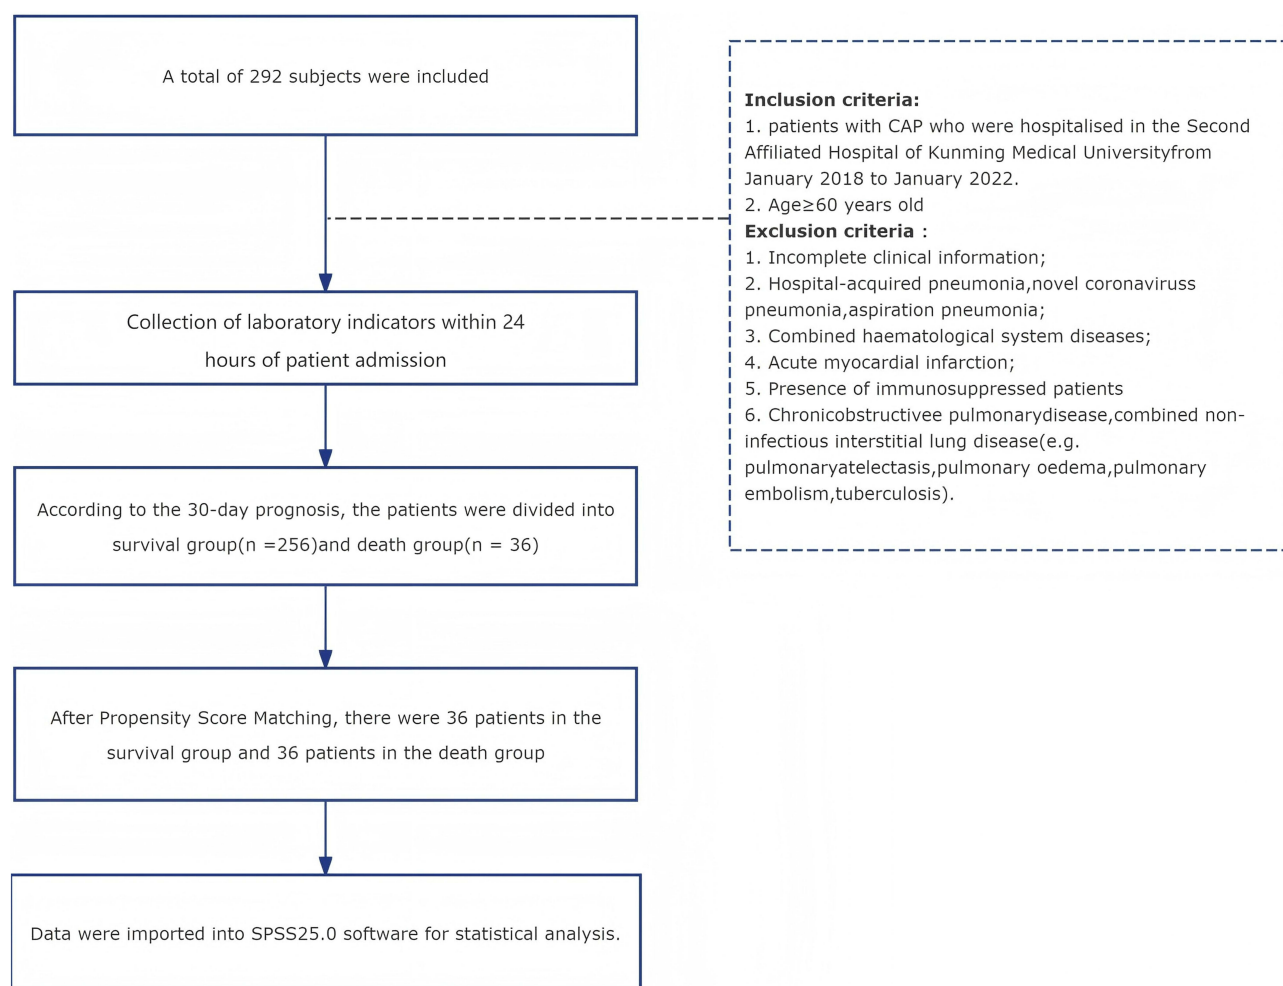 A total of 292 subjects were included
Inclusion criteria:
1. patients with CAP who were hospitalised in the Second
Affiliated Hospital of Kunming Medical Universityfrom
January 2018 to January 2022.
2. Age≥60 years old
Exclusion criteria：
1. Incomplete clinical information;
2. Hospital-acquired pneumonia,novel coronaviruss
pneumonia,aspiration pneumonia;
3. Combined haematological system diseases;
4. Acute myocardial infarction;
5. Presence of immunosuppressed patients
6. Chronicobstructivee pulmonarydisease,combined non-
infectious interstitial lung disease(e.g.
pulmonaryatelectasis,pulmonary oedema,pulmonary
embolism,tuberculosis).
Collection of laboratory indicators within 24
hours of patient admission
According to the 30-day prognosis, the patients were divided into
survival group(n =256)and death group(n = 36)
After Propensity Score Matching, there were 36 patients in the
survival group and 36 patients in the death group
Data were imported into SPSS25.0 software for statistical analysis.